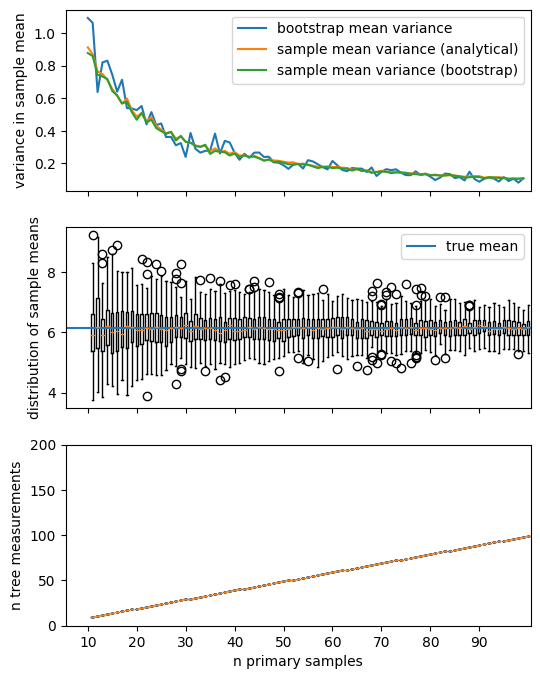 variance in sample mean
1.0
0.8
0.6
0.4
0.2
bootstrap mean variance
sample mean variance (analytical)
sample mean variance (bootstrap)
distribution of sample means
8
6
4
true mean
n tree measurements
200
150
100
50
0
10 20 30 40 50 60 70 80 90
n primary samples